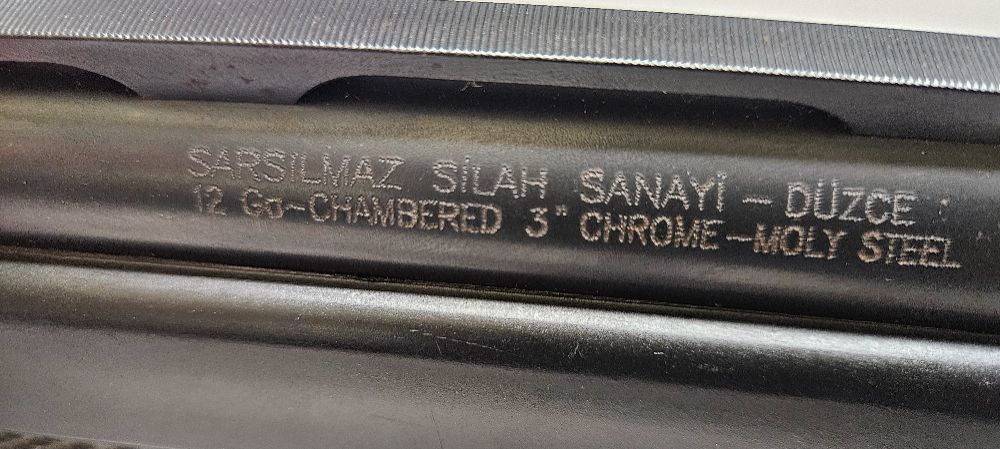 SARSILMAZ SİLAH SANAYİ – DÜZCE
12 Ga–CHAMBERED 3" CHROME–MOLY STEEL